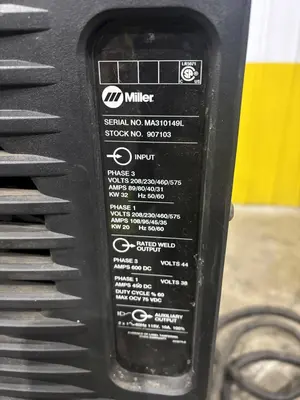 LR3071
Miller
SERIAL NO. MA310149L
STOCK NO. 907103
INPUT
PHASE 3
VOLTS 208/230/460/575
AMPS 89/80/40/31
KW 32 Hz 50/60
PHASE 1
VOLTS 208/230/460/575
AMPS 108/95/45/35
KW 20 Hz 50/60
RATED WELD
OUTPUT
PHASE 3 VOLTS 44
AMPS 600 DC
PHASE 1 VOLTS 38
AMPS 450 DC
DUTY CYCLE % 60
MAX OCV 75 VDC
AUXILIARY
OUTPUT